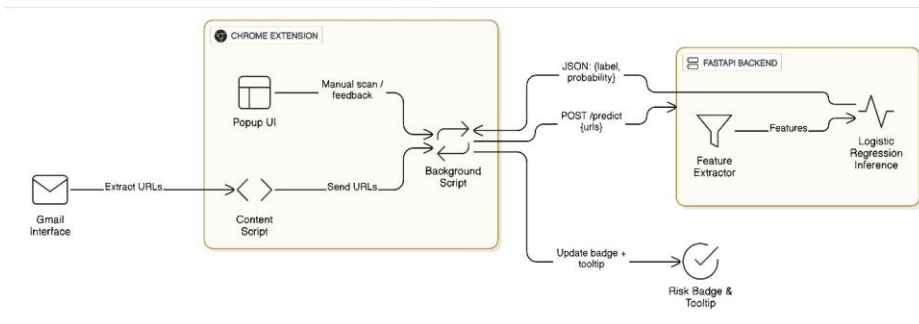 CHROME EXTENSION
Popup UI
Manual scan /
feedback
JSON: {label,
probability}
POST /predict
{urls}
FASTAPI BACKEND
Feature
Extractor
Features
Logistic
Regression
Inference
Background
Script
Gmail
Interface
Extract URLs
Content
Script
Send URLs
Update badge +
tooltip
Risk Badge &
Tooltip